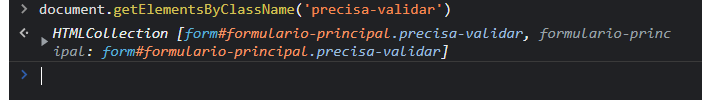 document.getElementsByClassName('precisa-validar')
HTMLCollection [form#formulario-principal.precisa-validar, formulario-princ
ipal: form#formulario-principal.precisa-validar]